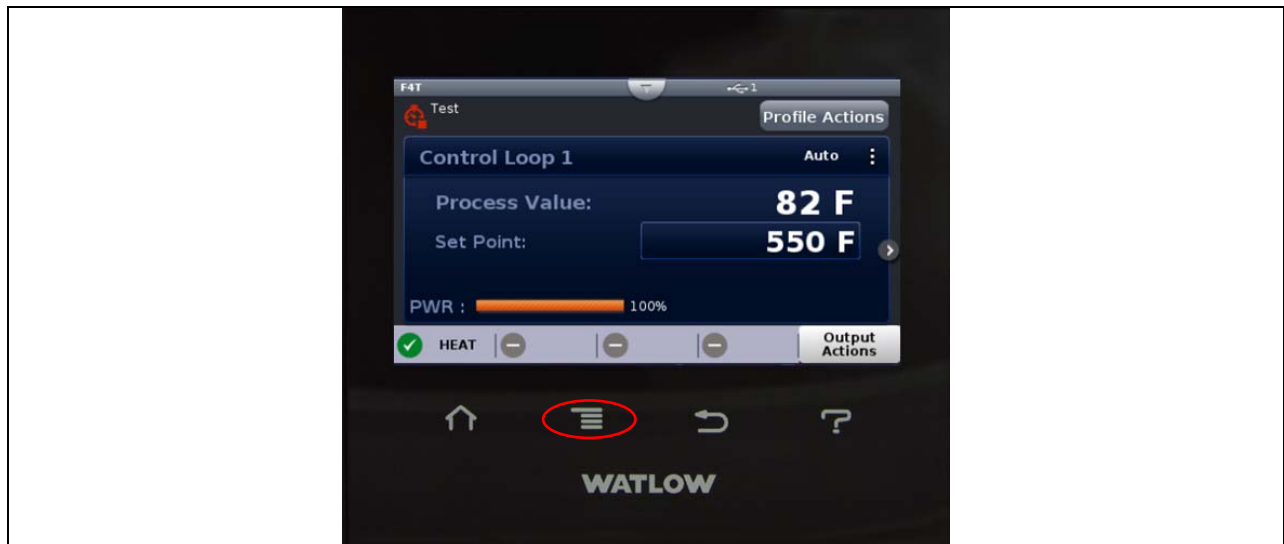 F4T 1
Test
Profile Actions
Control Loop 1 Auto
Process Value: 82 F
Set Point: 550 F
PWR : 100%
HEAT Output Actions
WATLOW